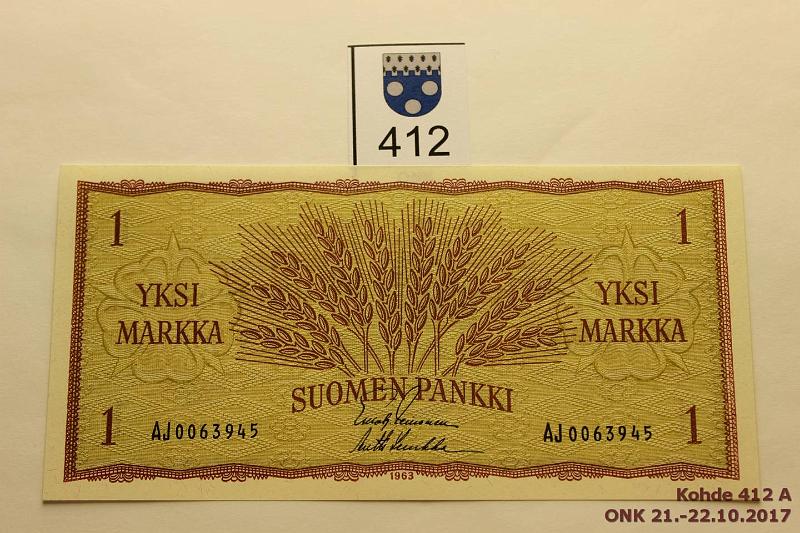 412
1
1
YKSI
MARKKA
YKSI
MARKKA
SUOMEN PANKKI
1
AJ0063945
AJ0063945
1
1963
Kohde 412 A
ONK 21.-22.10.2017